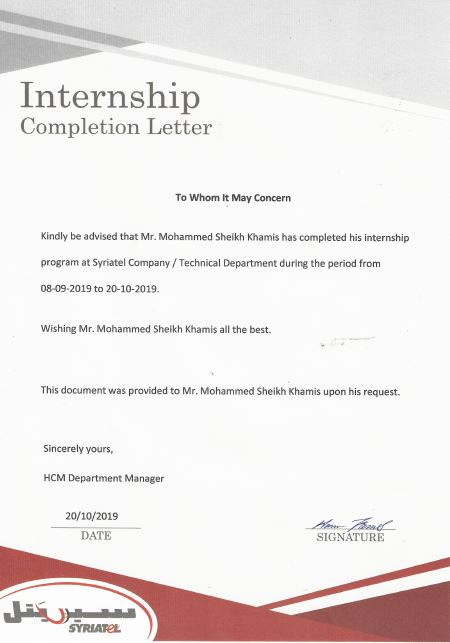 Internship
Completion Letter
To Whom It May Concern
Kindly be advised that Mr. Mohammed Sheikh Khamis has completed his internship
program at Syriatel Company / Technical Department during the period from
08-09-2019 to 20-10-2019.
Wishing Mr. Mohammed Sheikh Khamis all the best.
This document was provided to Mr. Mohammed Sheikh Khamis upon his request.
Sincerely yours,
HCM Department Manager
20/10/2019
DATE
SIGNATURE
سيريتل
SYRIATEL